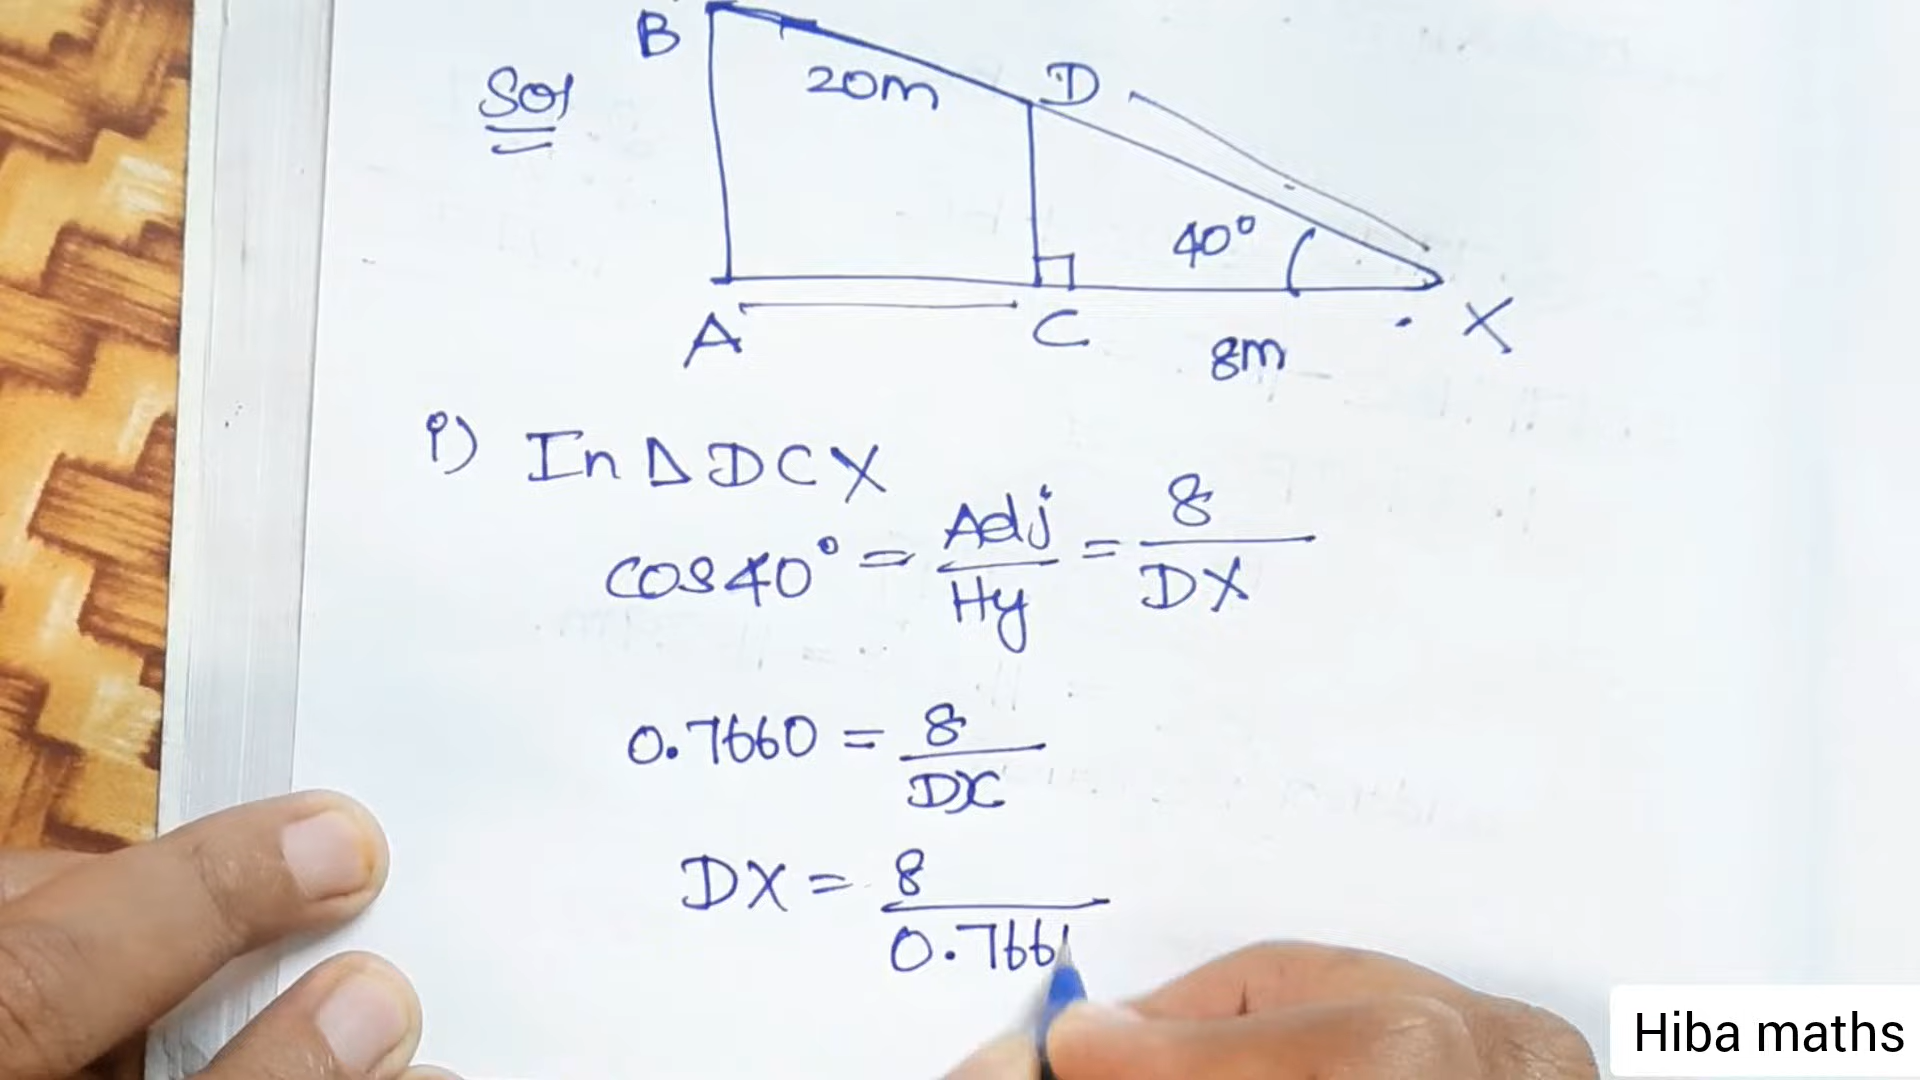 B
Sol
20m
D
40°
A
C
X
8m
i) In Δ DCX
cos40° = Adj/Hy = 8/DX
0.7660 = 8/DX
DX = 8/0.766
Hiba maths